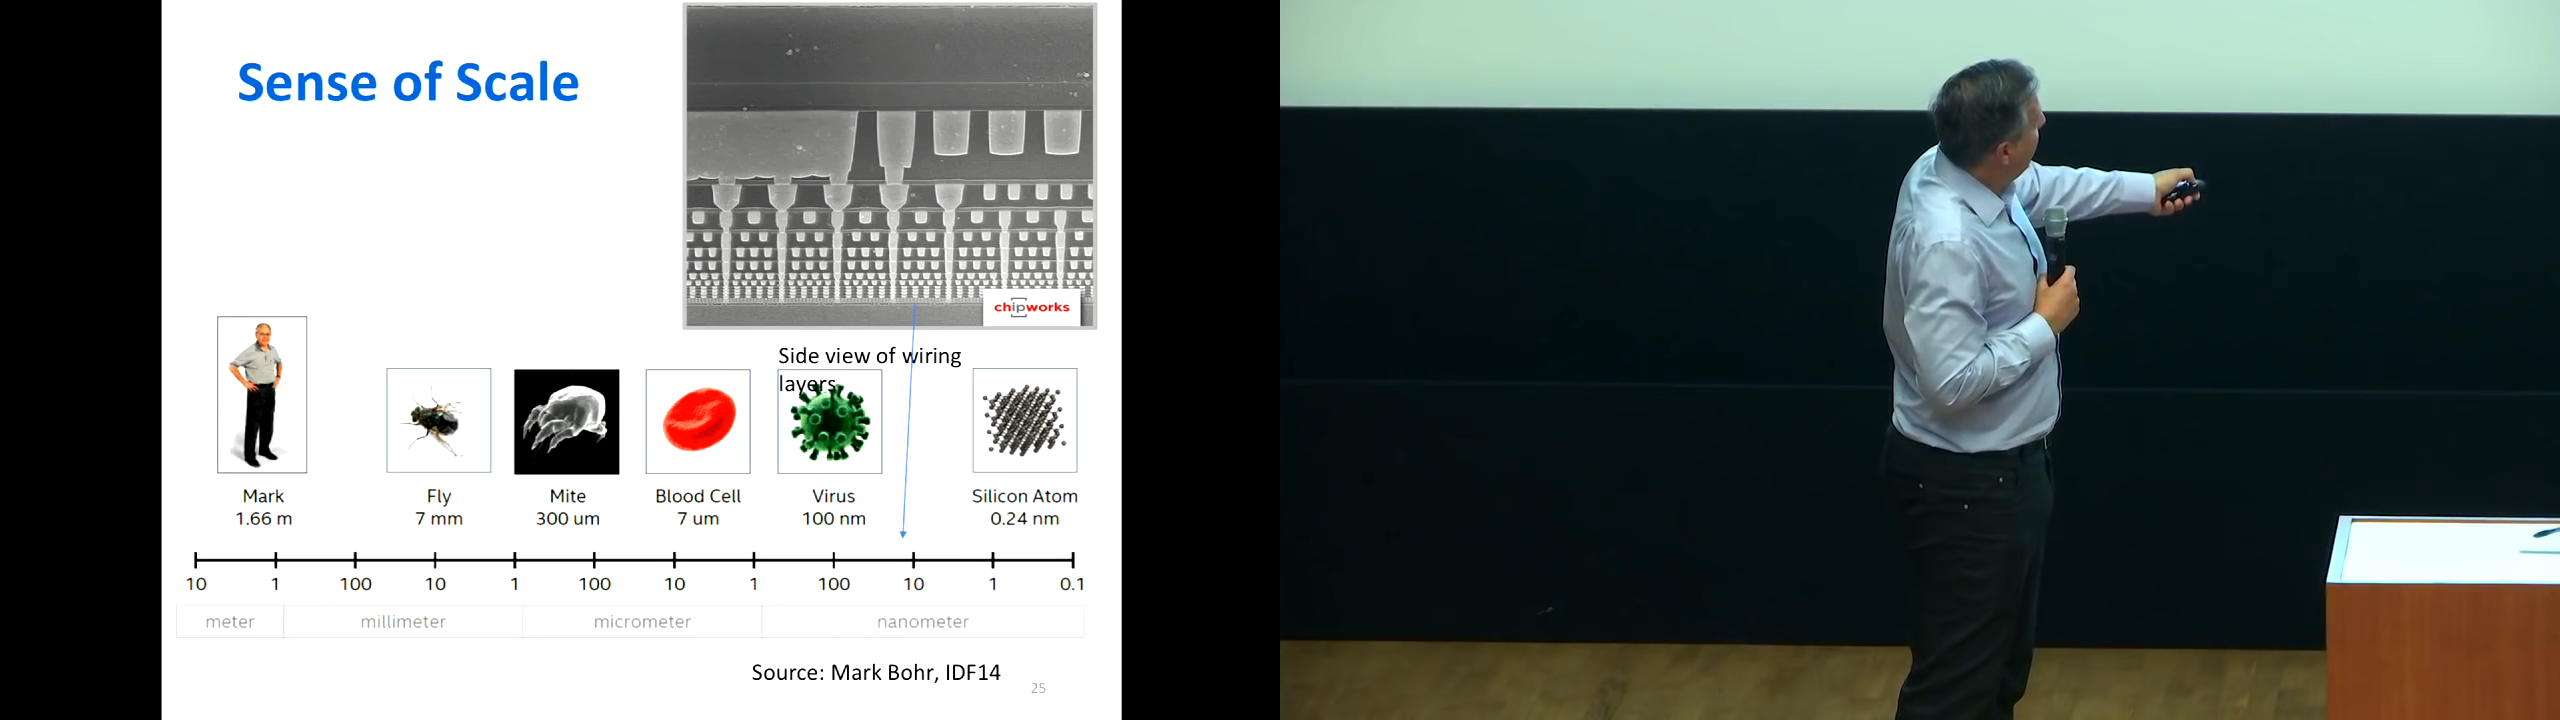 Sense of Scale
chipworks
Side view of wiring
layers
Mark
1.66 m
Fly
7 mm
Mite
300 um
Blood Cell
7 um
Virus
100 nm
Silicon Atom
0.24 nm
10 1 100 10 1 100 10 1 100 10 1 0.1
meter millimeter micrometer nanometer
Source: Mark Bohr, IDF14
25